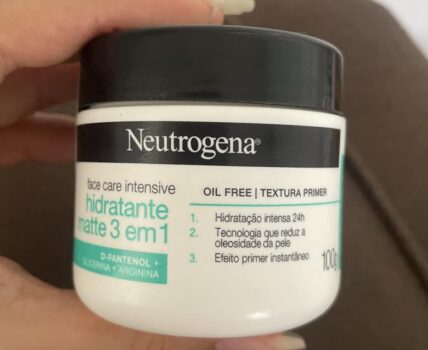 Neutrogena®
face care intensive
hidratante
matte 3 em 1
D-PANTENOL +
GLICERINA + ARGININA
OIL FREE | TEXTURA PRIMER
1. Hidratação intensa 24h
2. Tecnologia que reduz a
oleosidade da pele
3. Efeito primer instantâneo
100g